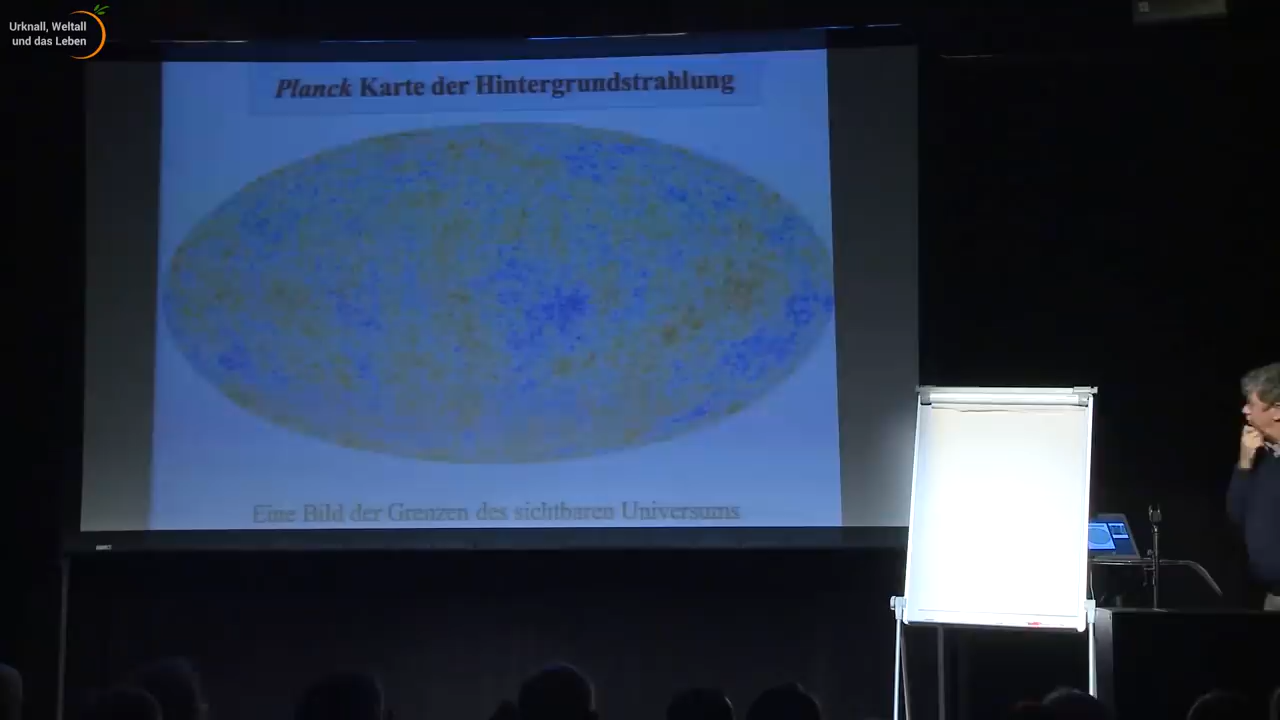 Urknall, Weltall
und das Leben
Planck Karte der Hintergrundstrahlung
Eine Bild der Grenzen des sichtbaren Universums